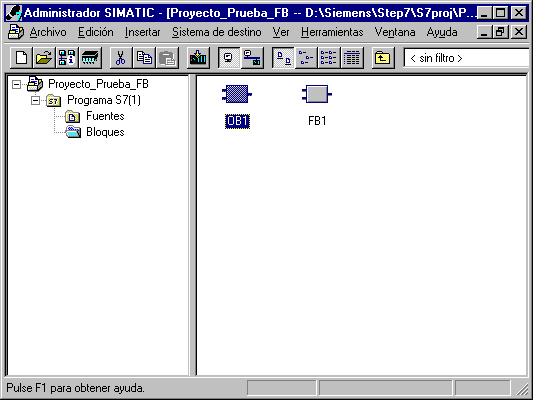 Administrador SIMATIC - [Proyecto_Prueba_FB -- D:\Siemens\Step7\S7proj\P...
Archivo Edición Insertar Sistema de destino Ver Herramientas Ventana Ayuda
< sin filtro >
Proyecto_Prueba_FB
S7 Programa S7(1)
Fuentes
Bloques
OB1 FB1
Pulse F1 para obtener ayuda.